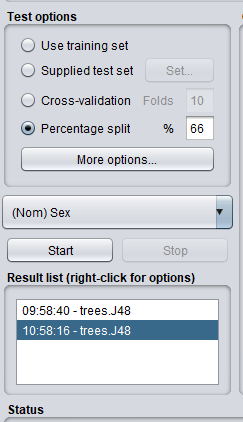 Test options
Use training set
Supplied test set Set...
Cross-validation Folds 10
Percentage split % 66
More options...
(Nom) Sex
Start Stop
Result list (right-click for options)
09:58:40 - trees.J48
10:58:16 - trees.J48
Status